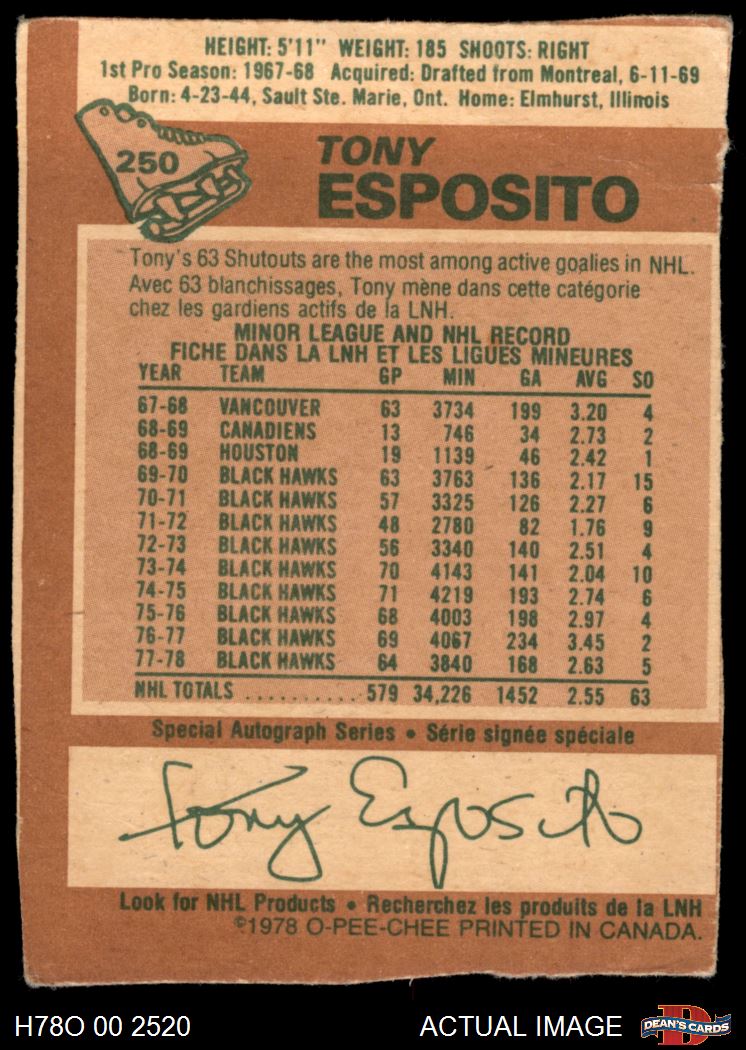 HEIGHT: 5'11" WEIGHT: 185 SHOOTS: RIGHT
1st Pro Season: 1967-68 Acquired: Drafted from Montreal, 6-11-69
Born: 4-23-44, Sault Ste. Marie, Ont. Home: Elmhurst, Illinois
250
TONY
ESPOSITO
Tony's 63 Shutouts are the most among active goalies in NHL.
Avec 63 blanchissages, Tony mène dans cette catégorie
chez les gardiens actifs de la LNH.
MINOR LEAGUE AND NHL RECORD
FICHE DANS LA LNH ET LES LIGUES MINEURES
YEAR TEAM GP MIN GA AVG SO
67-68 VANCOUVER 63 3734 199 3.20 4
68-69 CANADIENS 13 746 34 2.73 2
68-69 HOUSTON 19 1139 46 2.42 1
69-70 BLACK HAWKS 63 3763 136 2.17 15
70-71 BLACK HAWKS 57 3325 126 2.27 6
71-72 BLACK HAWKS 48 2780 82 1.76 9
72-73 BLACK HAWKS 56 3340 140 2.51 4
73-74 BLACK HAWKS 70 4143 141 2.04 10
74-75 BLACK HAWKS 71 4219 193 2.74 6
75-76 BLACK HAWKS 68 4003 198 2.97 4
76-77 BLACK HAWKS 69 4067 234 3.45 2
77-78 BLACK HAWKS 64 3840 168 2.63 5
NHL TOTALS .......... 579 34,226 1452 2.55 63
Special Autograph Series • Série signée spéciale
Tony Esposito
Look for NHL Products • Recherchez les produits de la LNH
©1978 O-PEE-CHEE PRINTED IN CANADA.
H78O 00 2520 ACTUAL IMAGE D DEAN'S CARDS